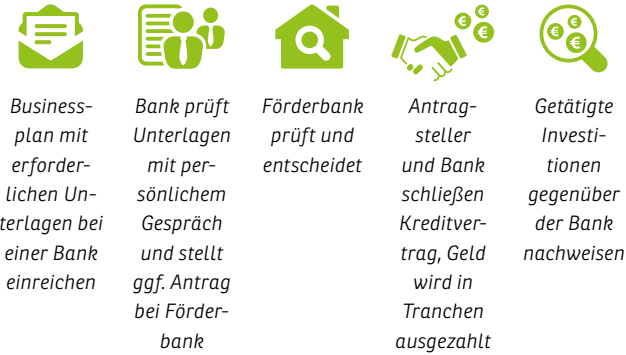 Business-
plan mit
erforder-
lichen Un-
terlagen bei
einer Bank
einreichen
Bank prüft
Unterlagen
mit per-
sönlichem
Gespräch
und stellt
ggf. Antrag
bei Förder-
bank
Förderbank
prüft und
entscheidet
€
€
€
Antrag-
steller
und Bank
schließen
Kreditver-
trag, Geld
wird in
Tranchen
ausgezahlt
€
€
€
Getätigte
Investi-
tionen
gegenüber
der Bank
nachweisen